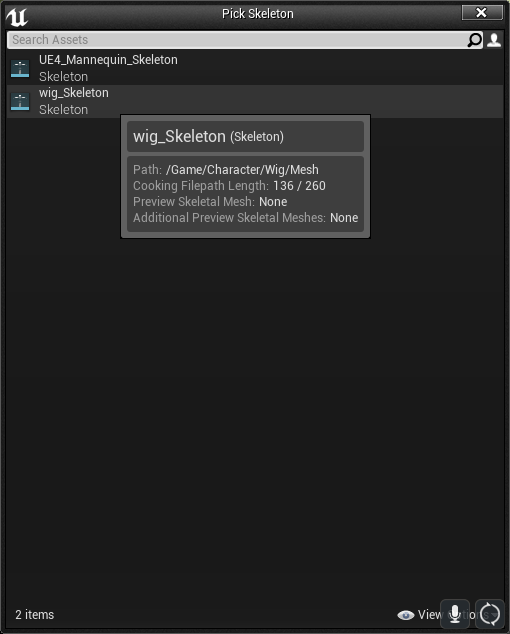 Pick Skeleton
Search Assets
UE4_Mannequin_Skeleton
Skeleton
wig_Skeleton
Skeleton
wig_Skeleton (Skeleton)
Path: /Game/Character/Wig/Mesh
Cooking Filepath Length: 136 / 260
Preview Skeletal Mesh: None
Additional Preview Skeletal Meshes: None
2 items
View